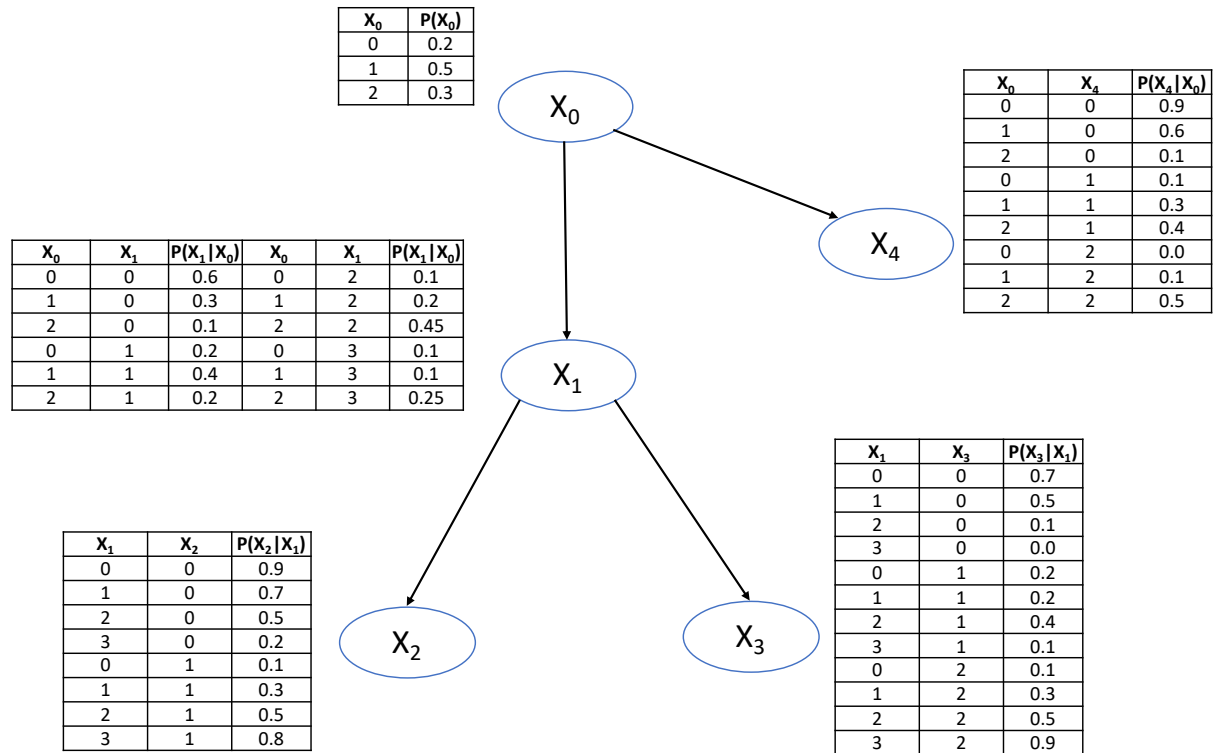 X₀ P(X₀)
0 0.2
1 0.5
2 0.3
X₀
X₀ X₄ P(X₄|X₀)
0 0 0.9
1 0 0.6
2 0 0.1
0 1 0.1
1 1 0.3
2 1 0.4
0 2 0.0
1 2 0.1
2 2 0.5
X₄
X₀ X₁ P(X₁|X₀) X₀ X₁ P(X₁|X₀)
0 0 0.6 0 2 0.1
1 0 0.3 1 2 0.2
2 0 0.1 2 2 0.45
0 1 0.2 0 3 0.1
1 1 0.4 1 3 0.1
2 1 0.2 2 3 0.25
X₁
X₁ X₃ P(X₃|X₁)
0 0 0.7
1 0 0.5
2 0 0.1
3 0 0.0
0 1 0.2
1 1 0.2
2 1 0.4
3 1 0.1
0 2 0.1
1 2 0.3
2 2 0.5
3 2 0.9
X₁ X₂ P(X₂|X₁)
0 0 0.9
1 0 0.7
2 0 0.5
3 0 0.2
0 1 0.1
1 1 0.3
2 1 0.5
3 1 0.8
X₂
X₃